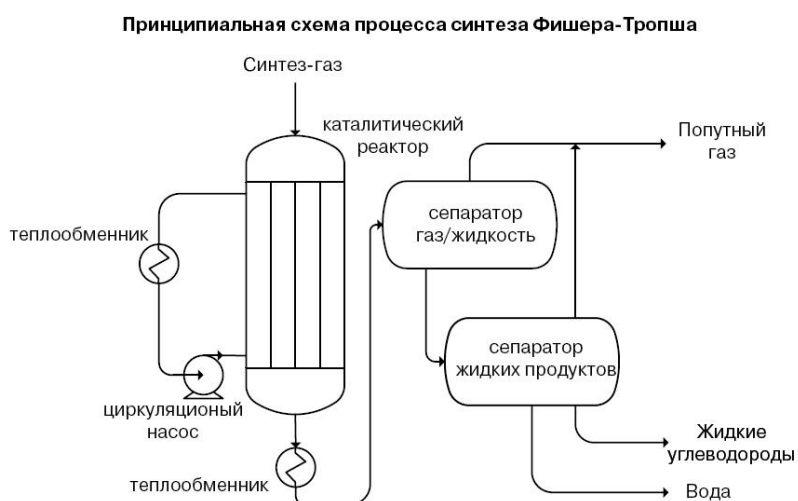 Принципиальная схема процесса синтеза Фишера-Тропша
Синтез-газ
каталитический
реактор
Попутный
газ
теплообменник
сепаратор
газ/жидкость
сепаратор
жидких продуктов
циркуляционый
насос
Жидкие
углеводороды
теплообменник
Вода